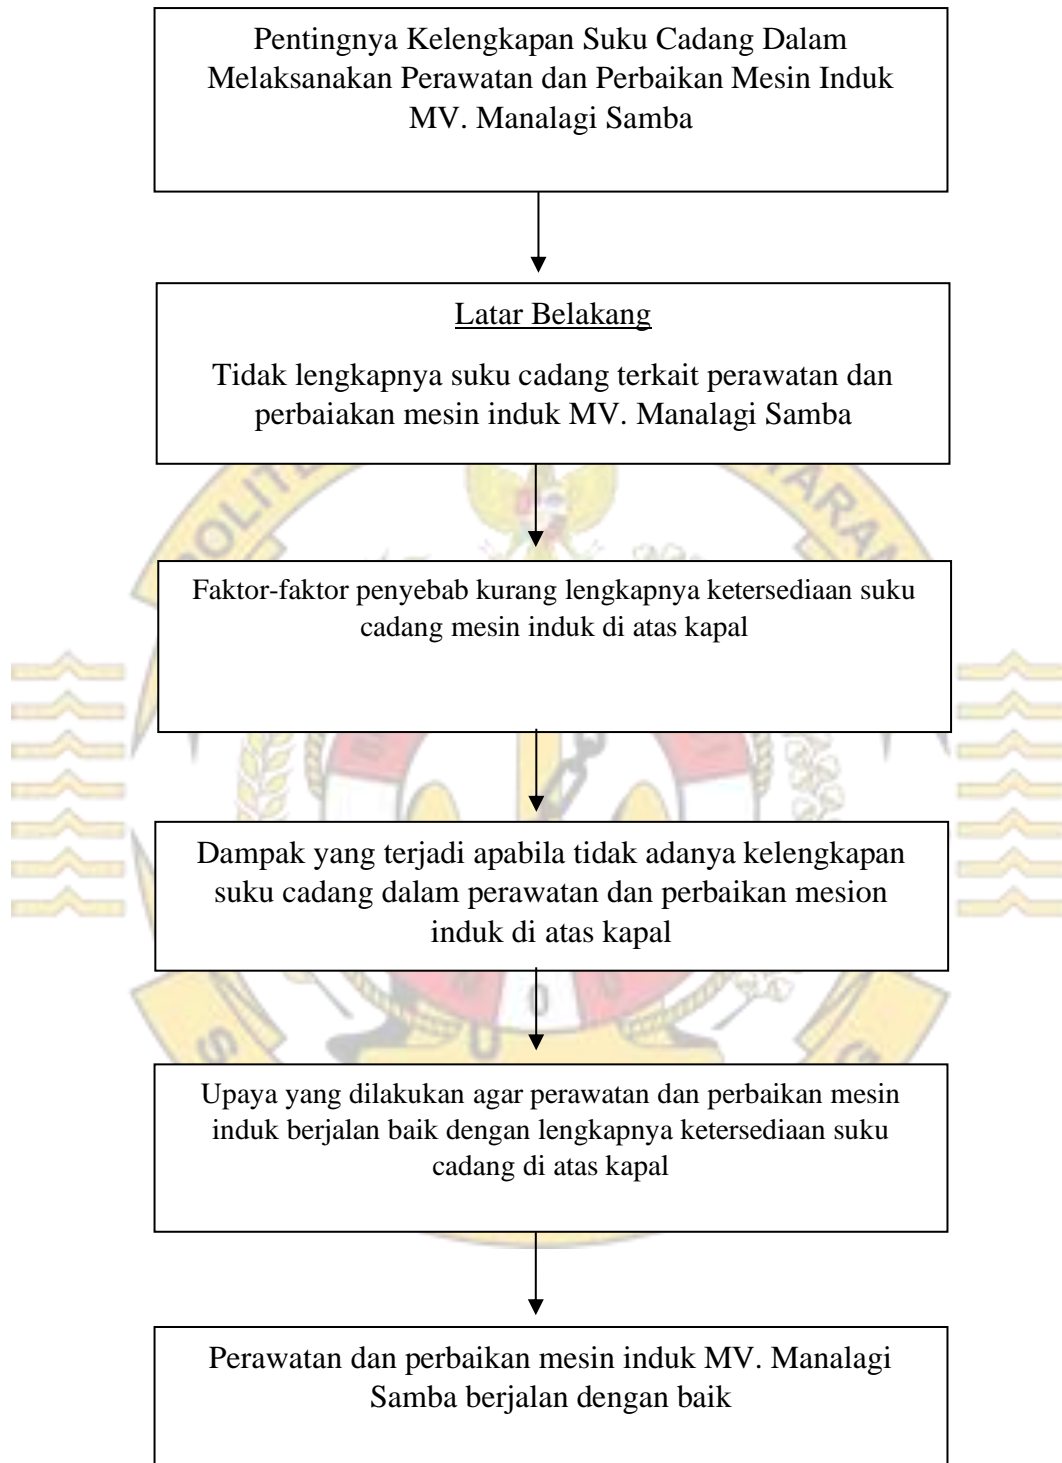 Pentingnya Kelengkapan Suku Cadang Dalam
Melaksanakan Perawatan dan Perbaikan Mesin Induk
MV. Manalagi Samba
Latar Belakang
Tidak lengkapnya suku cadang terkait perawatan dan
perbaiakan mesin induk MV. Manalagi Samba
Faktor-faktor penyebab kurang lengkapnya ketersediaan suku
cadang mesin induk di atas kapal
Dampak yang terjadi apabila tidak adanya kelengkapan
suku cadang dalam perawatan dan perbaikan mesion
induk di atas kapal
Upaya yang dilakukan agar perawatan dan perbaikan mesin
induk berjalan baik dengan lengkapnya ketersediaan suku
cadang di atas kapal
Perawatan dan perbaikan mesin induk MV. Manalagi
Samba berjalan dengan baik